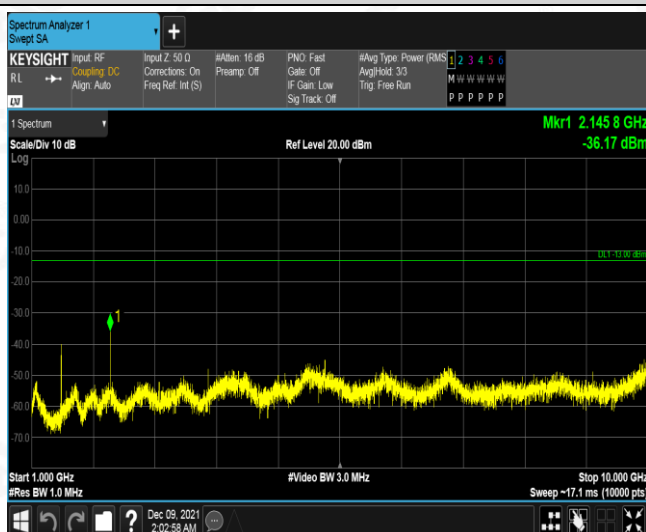 Spectrum Analyzer 1
Swept SA
+
KEYSIGHT
RL
Input: RF
Coupling: DC
Align: Auto
Input Z: 50 Ω
Corrections: On
Freq Ref: Int (S)
#Atten: 16 dB
Preamp: Off
PNO: Fast
Gate: Off
IF Gain: Low
Sig Track: Off
#Avg Type: Power (RMS
Avg|Hold: 3/3
Trig: Free Run
1 2 3 4 5 6
M W W W W W
P P P P P P
LXI
1 Spectrum
Mkr1 2.145 8 GHz
Scale/Div 10 dB
Ref Level 20.00 dBm
-36.17 dBm
Log
10.0
0.00
-10.0
DL1 -13.00 dBm
-20.0
-30.0
1
-40.0
-50.0
-60.0
-70.0
Start 1.000 GHz
#Video BW 3.0 MHz
Stop 10.000 GHz
#Res BW 1.0 MHz
Sweep ~17.1 ms (10000 pts)
?
Dec 09, 2021
2:02:58 AM